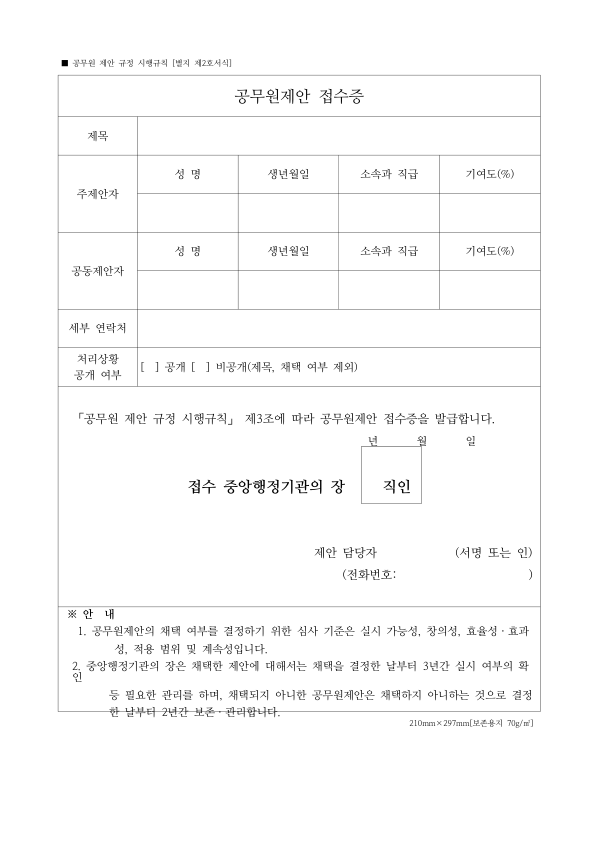 ■ 공무원 제안 규정 시행규칙 [별지 제2호서식]
공무원제안 접수증
제목
주제안자
성 명
생년월일
소속과 직급
기여도(%)
공동제안자
성 명
생년월일
소속과 직급
기여도(%)
세부 연락처
처리상황
공개 여부
[ ] 공개 [ ] 비공개(제목, 채택 여부 제외)
「공무원 제안 규정 시행규칙」 제3조에 따라 공무원제안 접수증을 발급합니다.
년 월 일
접수 중앙행정기관의 장 직인
제안 담당자 (서명 또는 인)
(전화번호: )
※ 안 내
1. 공무원제안의 채택 여부를 결정하기 위한 심사 기준은 실시 가능성, 창의성, 효율성ㆍ효과
성, 적용 범위 및 계속성입니다.
2. 중앙행정기관의 장은 채택한 제안에 대해서는 채택을 결정한 날부터 3년간 실시 여부의 확
인
등 필요한 관리를 하며, 채택되지 아니한 공무원제안은 채택하지 아니하는 것으로 결정
한 날부터 2년간 보존ㆍ관리합니다.
210mm×297mm[보존용지 70g/㎡]